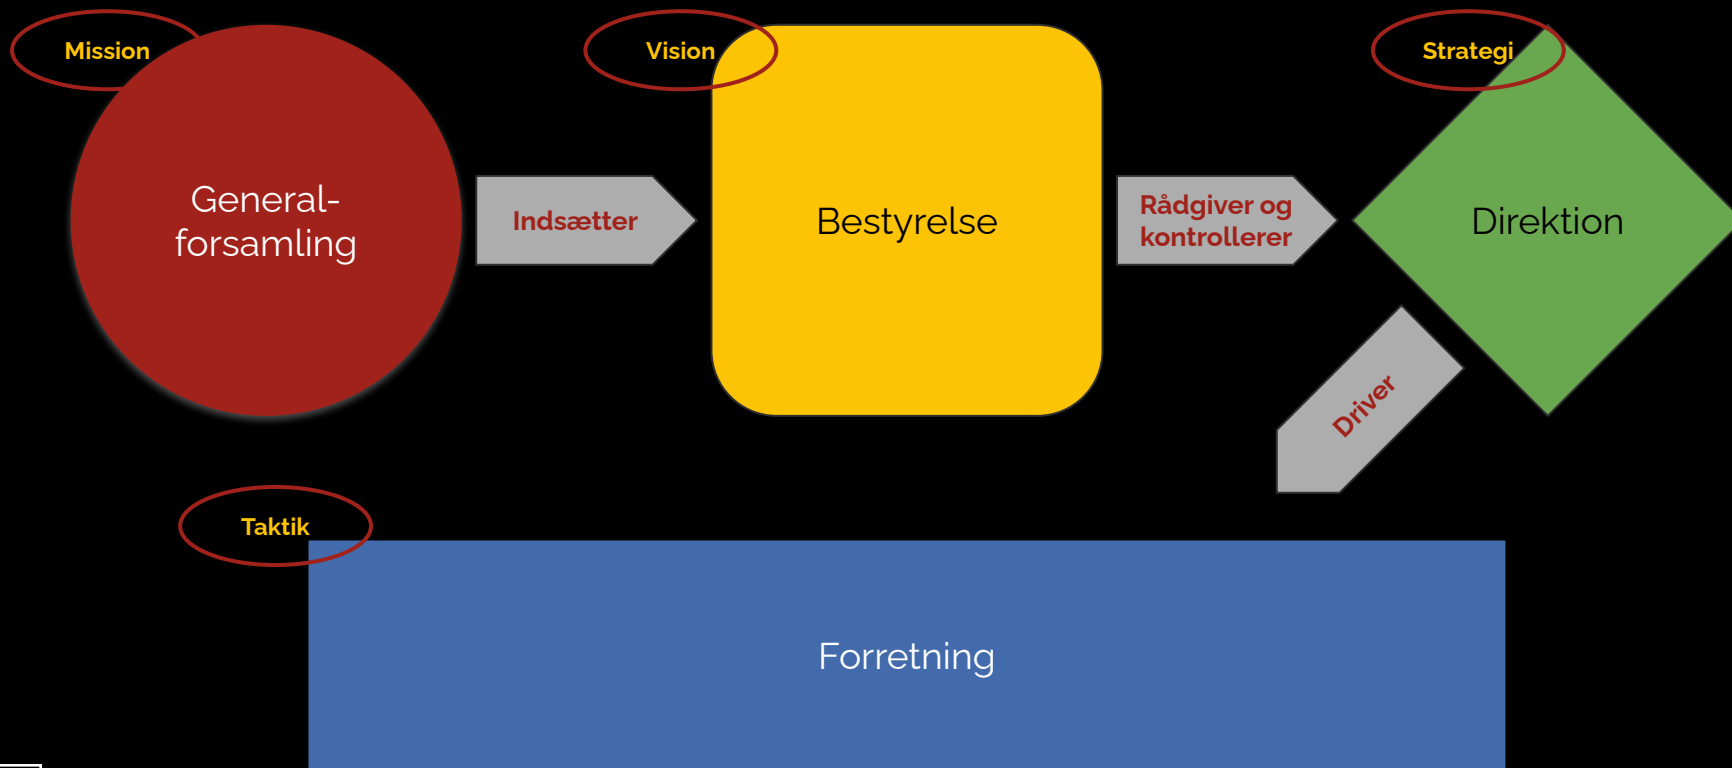 Mission
Vision
Strategi
General-
forsamling
Indsætter
Bestyrelse
Rådgiver og
kontrollerer
Direktion
Driver
Taktik
Forretning